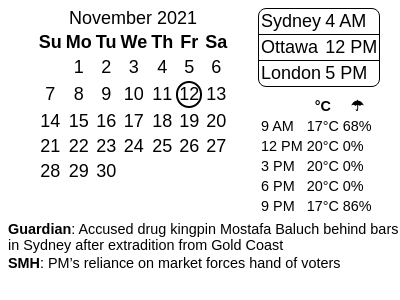 November 2021
Su Mo Tu We Th Fr Sa
1 2 3 4 5 6
7 8 9 10 11 12 13
14 15 16 17 18 19 20
21 22 23 24 25 26 27
28 29 30
Sydney 4 AM
Ottawa 12 PM
London 5 PM
°C ☂
9 AM 17°C 68%
12 PM 20°C 0%
3 PM 20°C 0%
6 PM 20°C 0%
9 PM 17°C 86%
Guardian: Accused drug kingpin Mostafa Baluch behind bars
in Sydney after extradition from Gold Coast
SMH: PM’s reliance on market forces hand of voters